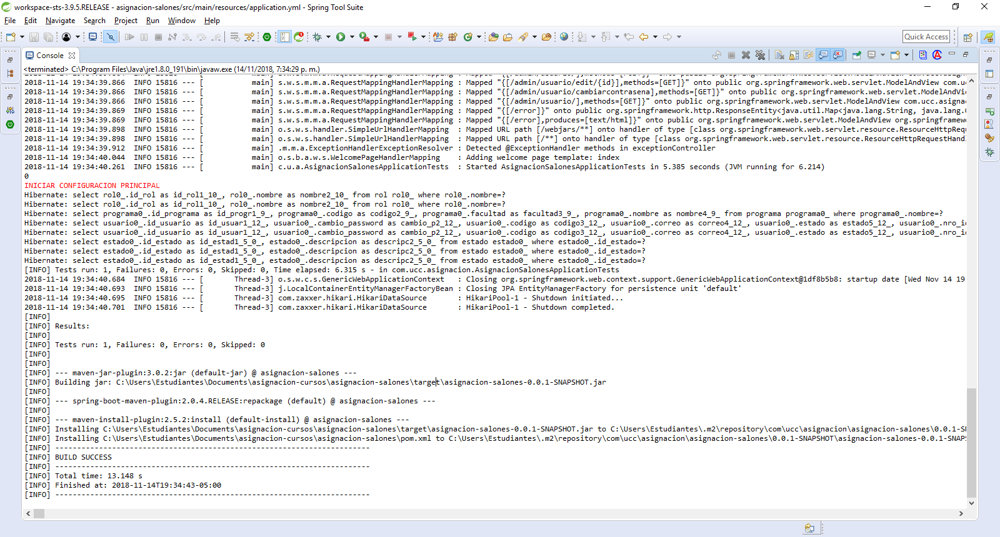 workspace-sts-3.9.5.RELEASE - asignacion-salones/src/main/resources/application.yml - Spring Tool Suite
File Edit Navigate Search Project Run Window Help
Quick Access
Console
<terminated> C:\Program Files\Java\jre1.8.0_191\bin\javaw.exe (14/11/2018, 7:34:29 p. m.)
2018-11-14 19:34:39.866  INFO 15816 --- [           main] s.w.s.m.m.a.RequestMappingHandlerMapping : Mapped "{[/admin/usuario/edit/{id}],methods=[GET]}" onto public org.springframework.web.servlet.ModelAndView com.u
2018-11-14 19:34:39.866  INFO 15816 --- [           main] s.w.s.m.m.a.RequestMappingHandlerMapping : Mapped "{[/admin/usuario/cambiarcontrasena],methods=[GET]}" onto public org.springframework.web.servlet.ModelAndVi
2018-11-14 19:34:39.866  INFO 15816 --- [           main] s.w.s.m.m.a.RequestMappingHandlerMapping : Mapped "{[/admin/usuario/],methods=[GET]}" onto public org.springframework.web.servlet.ModelAndView com.ucc.asigna
2018-11-14 19:34:39.869  INFO 15816 --- [           main] s.w.s.m.m.a.RequestMappingHandlerMapping : Mapped "{[/error]}" onto public org.springframework.http.ResponseEntity<java.util.Map<java.lang.String, java.lang.
2018-11-14 19:34:39.869  INFO 15816 --- [           main] s.w.s.m.m.a.RequestMappingHandlerMapping : Mapped "{[/error],produces=[text/html]}" onto public org.springframework.web.servlet.ModelAndView org.springframew
2018-11-14 19:34:39.898  INFO 15816 --- [           main] o.s.w.s.handler.SimpleUrlHandlerMapping  : Mapped URL path [/webjars/**] onto handler of type [class org.springframework.web.servlet.resource.ResourceHttpReq
2018-11-14 19:34:39.898  INFO 15816 --- [           main] o.s.w.s.handler.SimpleUrlHandlerMapping  : Mapped URL path [/**] onto handler of type [class org.springframework.web.servlet.resource.ResourceHttpRequestHand
2018-11-14 19:34:39.912  INFO 15816 --- [           main] .m.m.a.ExceptionHandlerExceptionResolver : Detected @ExceptionHandler methods in exceptionController
2018-11-14 19:34:40.044  INFO 15816 --- [           main] o.s.b.a.w.s.WelcomePageHandlerMapping    : Adding welcome page template: index
2018-11-14 19:34:40.261  INFO 15816 --- [           main] c.u.a.AsignacionSalonesApplicationTests  : Started AsignacionSalonesApplicationTests in 5.385 seconds (JVM running for 6.214)
0
INICIAR CONFIGURACION PRINCIPAL
Hibernate: select rol0_.id_rol as id_rol1_10_, rol0_.nombre as nombre2_10_ from rol rol0_ where rol0_.nombre=?
Hibernate: select rol0_.id_rol as id_rol1_10_, rol0_.nombre as nombre2_10_ from rol rol0_ where rol0_.nombre=?
Hibernate: select programa0_.id_programa as id_progr1_9_, programa0_.codigo as codigo2_9_, programa0_.facultad as facultad3_9_, programa0_.nombre as nombre4_9_ from programa programa0_ where programa0_.nombre=?
Hibernate: select usuario0_.id_usuario as id_usuar1_12_, usuario0_.cambio_password as cambio_p2_12_, usuario0_.codigo as codigo3_12_, usuario0_.correo as correo4_12_, usuario0_.estado as estado5_12_, usuario0_.nro_i
Hibernate: select usuario0_.id_usuario as id_usuar1_12_, usuario0_.cambio_password as cambio_p2_12_, usuario0_.codigo as codigo3_12_, usuario0_.correo as correo4_12_, usuario0_.estado as estado5_12_, usuario0_.nro_i
Hibernate: select estado0_.id_estado as id_estad1_5_0_, estado0_.descripcion as descripc2_5_0_ from estado estado0_ where estado0_.id_estado=?
Hibernate: select estado0_.id_estado as id_estad1_5_0_, estado0_.descripcion as descripc2_5_0_ from estado estado0_ where estado0_.id_estado=?
Hibernate: select estado0_.id_estado as id_estad1_5_0_, estado0_.descripcion as descripc2_5_0_ from estado estado0_ where estado0_.id_estado=?
[INFO] Tests run: 1, Failures: 0, Errors: 0, Skipped: 0, Time elapsed: 6.315 s - in com.ucc.asignacion.AsignacionSalonesApplicationTests
2018-11-14 19:34:40.684  INFO 15816 --- [       Thread-3] o.s.w.c.s.GenericWebApplicationContext   : Closing org.springframework.web.context.support.GenericWebApplicationContext@1df8b5b8: startup date [Wed Nov 14 19
2018-11-14 19:34:40.693  INFO 15816 --- [       Thread-3] j.LocalContainerEntityManagerFactoryBean : Closing JPA EntityManagerFactory for persistence unit 'default'
2018-11-14 19:34:40.695  INFO 15816 --- [       Thread-3] com.zaxxer.hikari.HikariDataSource       : HikariPool-1 - Shutdown initiated...
2018-11-14 19:34:40.701  INFO 15816 --- [       Thread-3] com.zaxxer.hikari.HikariDataSource       : HikariPool-1 - Shutdown completed.
[INFO]
[INFO] Results:
[INFO]
[INFO] Tests run: 1, Failures: 0, Errors: 0, Skipped: 0
[INFO]
[INFO]
[INFO] --- maven-jar-plugin:3.0.2:jar (default-jar) @ asignacion-salones ---
[INFO] Building jar: C:\Users\Estudiantes\Documents\asignacion-cursos\asignacion-salones\target\asignacion-salones-0.0.1-SNAPSHOT.jar
[INFO]
[INFO] --- spring-boot-maven-plugin:2.0.4.RELEASE:repackage (default) @ asignacion-salones ---
[INFO]
[INFO] --- maven-install-plugin:2.5.2:install (default-install) @ asignacion-salones ---
[INFO] Installing C:\Users\Estudiantes\Documents\asignacion-cursos\asignacion-salones\target\asignacion-salones-0.0.1-SNAPSHOT.jar to C:\Users\Estudiantes\.m2\repository\com\ucc\asignacion\asignacion-salones\0.0.1-S
[INFO] Installing C:\Users\Estudiantes\Documents\asignacion-cursos\asignacion-salones\pom.xml to C:\Users\Estudiantes\.m2\repository\com\ucc\asignacion\asignacion-salones\0.0.1-SNAPSHOT\asignacion-salones-0.0.1-SNAP
[INFO] ------------------------------------------------------------------------
[INFO] BUILD SUCCESS
[INFO] ------------------------------------------------------------------------
[INFO] Total time: 13.148 s
[INFO] Finished at: 2018-11-14T19:34:43-05:00
[INFO] ------------------------------------------------------------------------